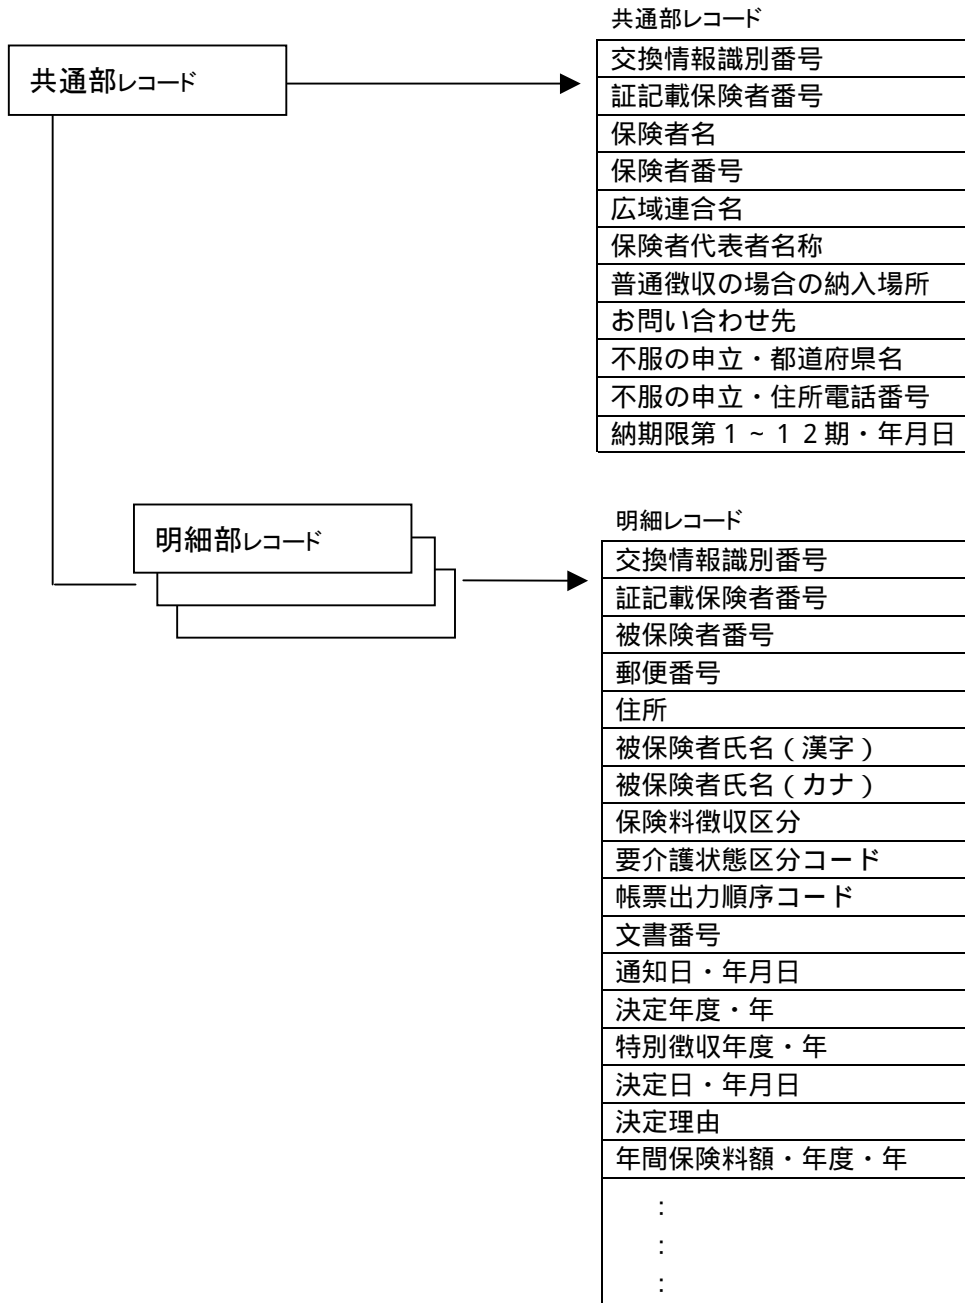 共通部レコード
共通部レコード
交換情報識別番号
証記載保険者番号
保険者名
保険者番号
広域連合名
保険者代表者名称
普通徴収の場合の納入場所
お問い合わせ先
不服の申立・都道府県名
不服の申立・住所電話番号
納期限第1~12期・年月日
明細部レコード
明細レコード
交換情報識別番号
証記載保険者番号
被保険者番号
郵便番号
住所
被保険者氏名(漢字)
被保険者氏名(カナ)
保険料徴収区分
要介護状態区分コード
帳票出力順序コード
文書番号
通知日・年月日
決定年度・年
特別徴収年度・年
決定日・年月日
決定理由
年間保険料額・年度・年
:
:
: